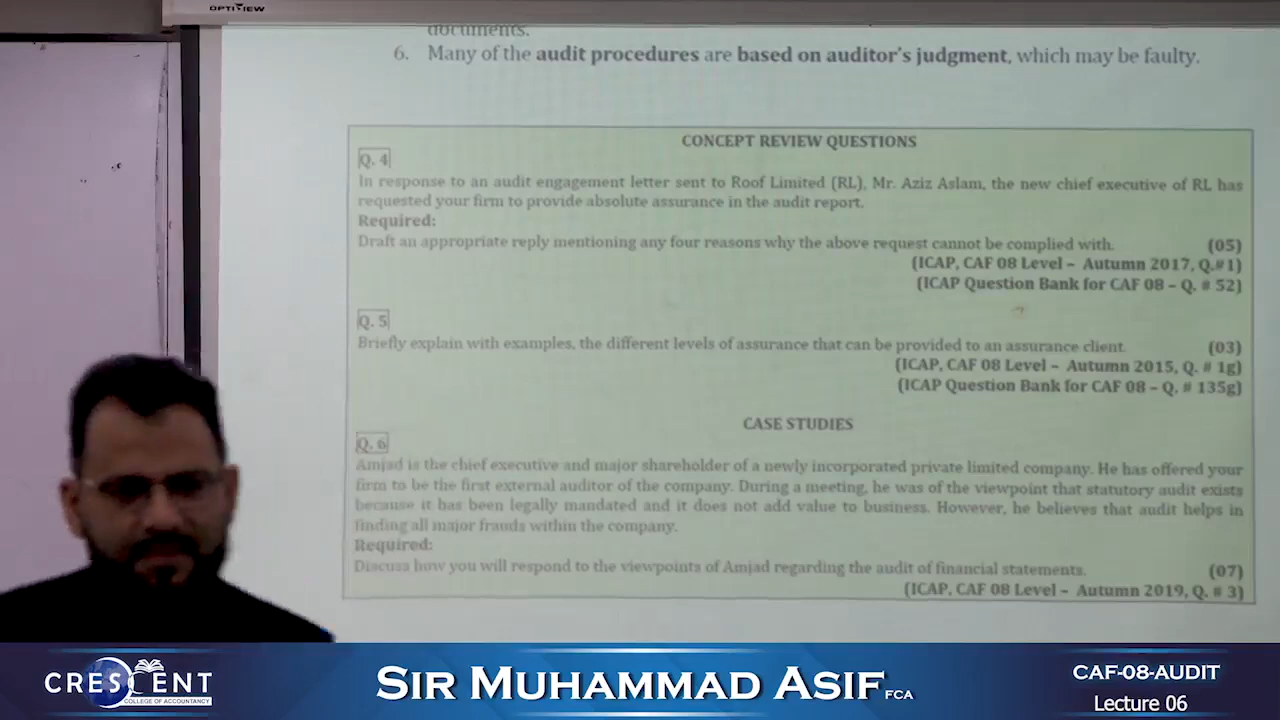 OPTIVIEW
documents.
6. Many of the audit procedures are based on auditor's judgment, which may be faulty.
CONCEPT REVIEW QUESTIONS
Q. 4
In response to an audit engagement letter sent to Roof Limited (RL), Mr. Aziz Aslam, the new chief executive of RL has
requested your firm to provide absolute assurance in the audit report.
Required:
Draft an appropriate reply mentioning any four reasons why the above request cannot be complied with. (05)
(ICAP, CAF 08 Level – Autumn 2017, Q.#1)
(ICAP Question Bank for CAF 08 – Q. # 52)
Q. 5
Briefly explain with examples, the different levels of assurance that can be provided to an assurance client. (03)
(ICAP, CAF 08 Level – Autumn 2015, Q. # 1g)
(ICAP Question Bank for CAF 08 – Q. # 135g)
CASE STUDIES
Q. 6
Amjad is the chief executive and major shareholder of a newly incorporated private limited company. He has offered your
firm to be the first external auditor of the company. During a meeting, he was of the viewpoint that statutory audit exists
because it has been legally mandated and it does not add value to business. However, he believes that audit helps in
finding all major frauds within the company.
Required:
Discuss how you will respond to the viewpoints of Amjad regarding the audit of financial statements. (07)
(ICAP, CAF 08 Level – Autumn 2019, Q. # 3)
CRESCENT
COLLEGE OF ACCOUNTANCY
SIR MUHAMMAD ASIF FCA
CAF-08-AUDIT
Lecture 06